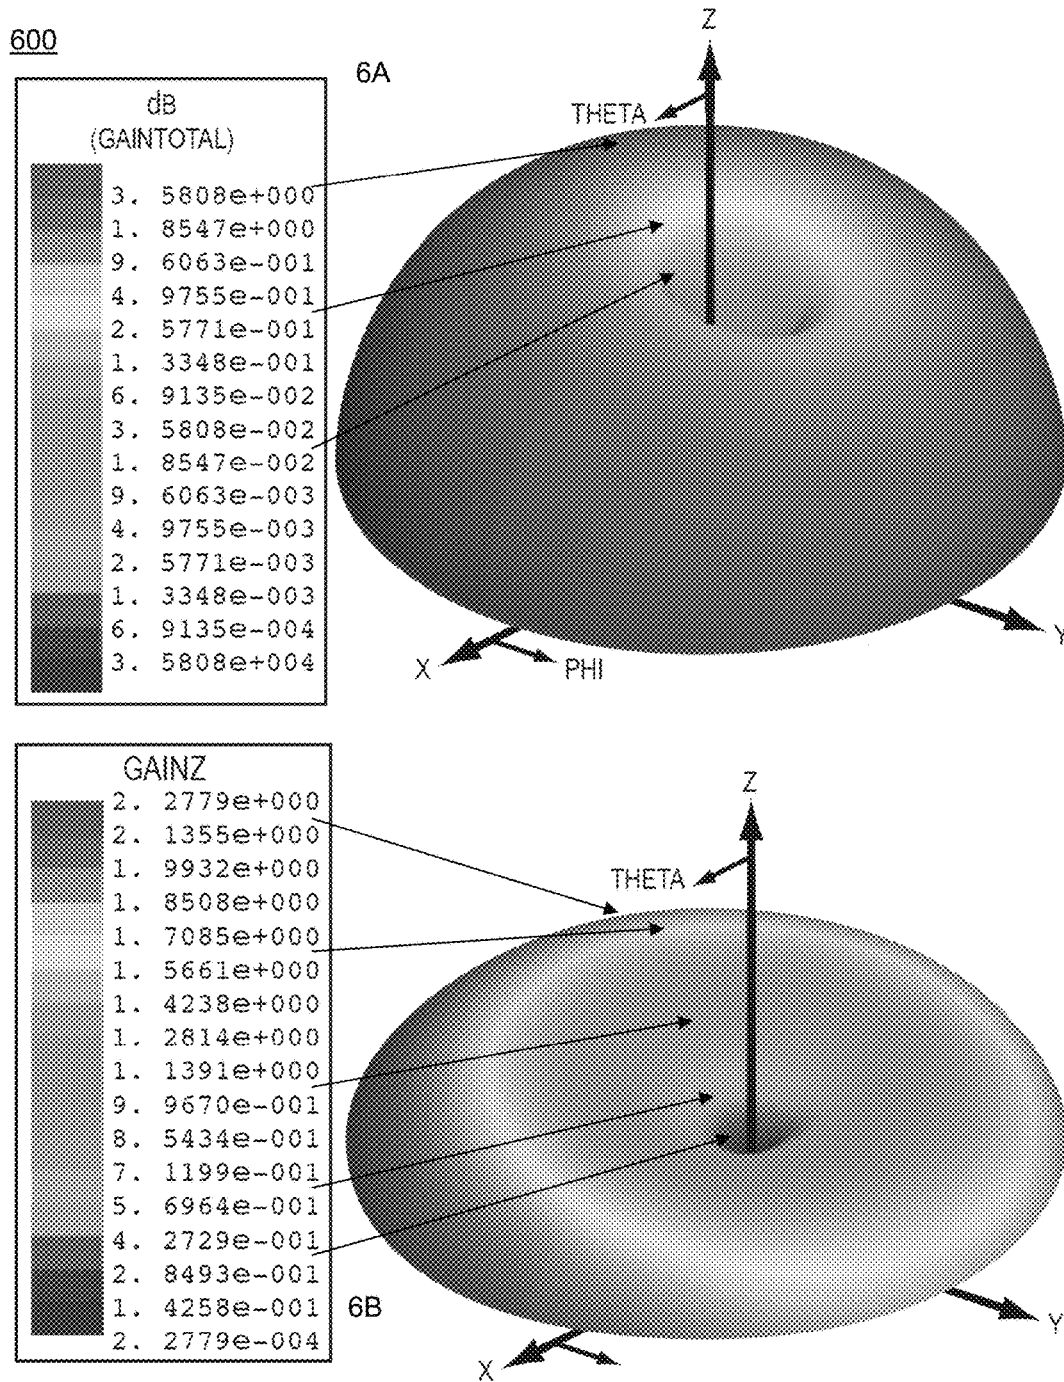 600
6A
dB
(GAINTOTAL)
3. 5808e+000
1. 8547e+000
9. 6063e-001
4. 9755e-001
2. 5771e-001
1. 3348e-001
6. 9135e-002
3. 5808e-002
1. 8547e-002
9. 6063e-003
4. 9755e-003
2. 5771e-003
1. 3348e-003
6. 9135e-004
3. 5808e+004
Z
THETA
X
PHI
Y
GAINZ
2. 2779e+000
2. 1355e+000
1. 9932e+000
1. 8508e+000
1. 7085e+000
1. 5661e+000
1. 4238e+000
1. 2814e+000
1. 1391e+000
9. 9670e-001
8. 5434e-001
7. 1199e-001
5. 6964e-001
4. 2729e-001
2. 8493e-001
1. 4258e-001
2. 2779e-004
6B
Z
THETA
X
Y